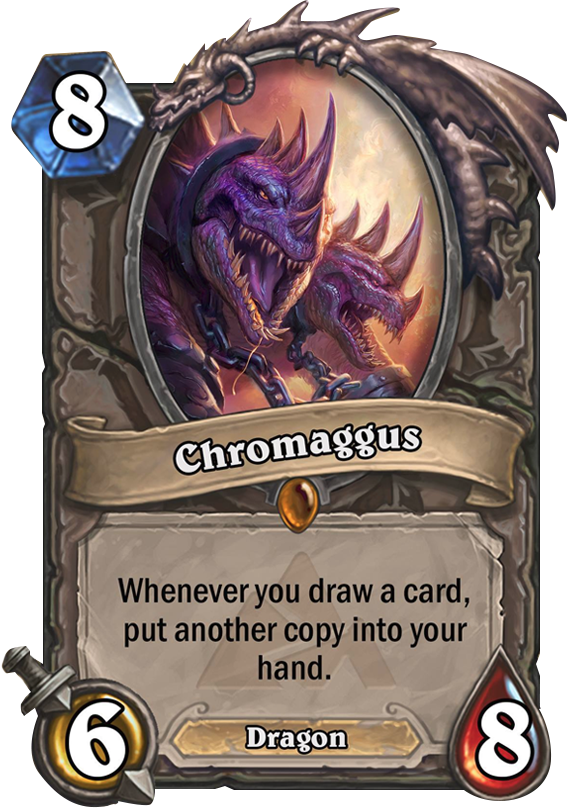 8
Chromaggus
Whenever you draw a card,
put another copy into your
hand.
6
Dragon
8